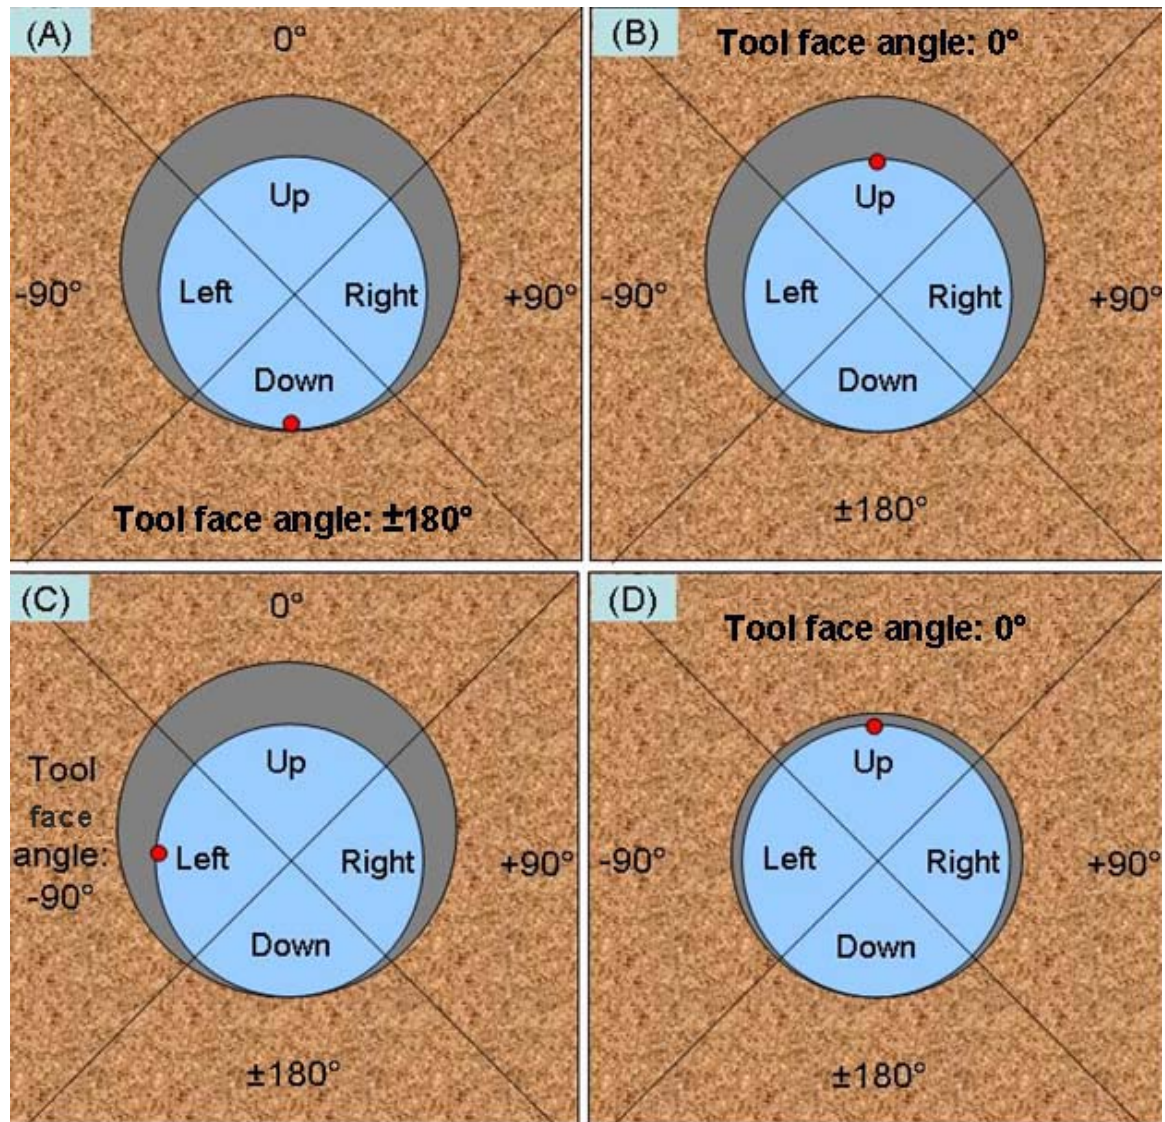 (A)
0°
Up
Left
Right
-90°
+90°
Down
Tool face angle: ±180°
(B)
Tool face angle: 0°
Up
-90°
Left
Right
+90°
Down
±180°
(C)
0°
Up
Tool
face
angle:
-90°
Left
Right
+90°
Down
±180°
(D)
Tool face angle: 0°
Up
-90°
Left
Right
+90°
Down
±180°